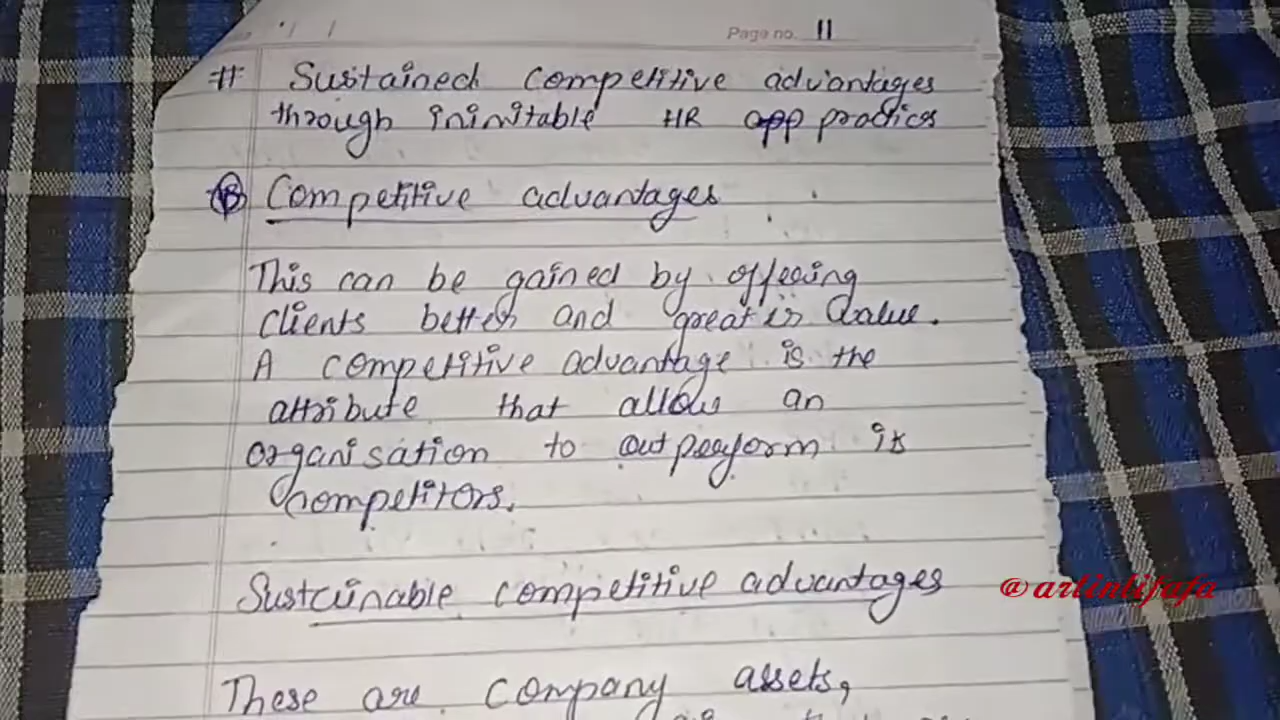 Page no. 11
# Sustained competitive advantages
through inimitable HR app practices
Competitive advantages
This can be gained by offering
clients better and greater value.
A competitive advantage is the
attribute that allow an
organisation to outperform its
competitors.
Sustainable competitive advantages
@artinlifafa
These are company assets,